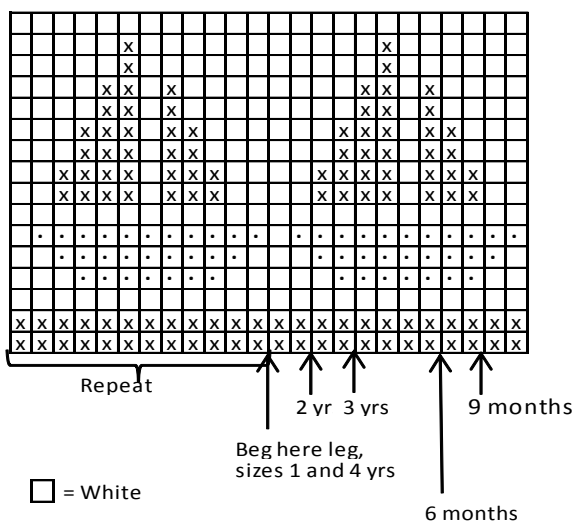 Repeat
2 yr 3 yrs 9 months
Beg here leg,
sizes 1 and 4 yrs
= White
6 months